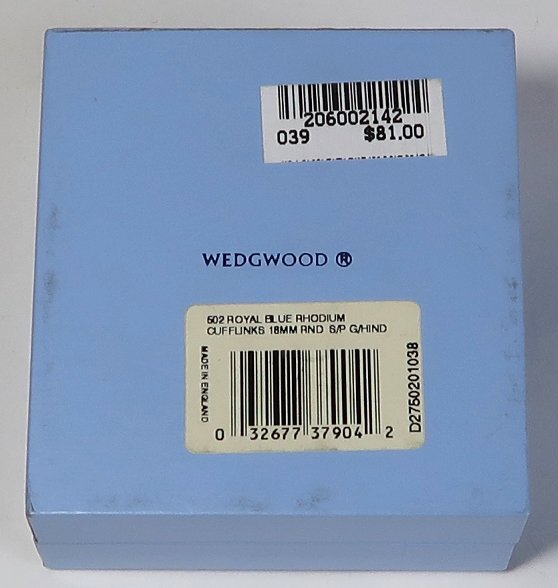 206002142
039 $81.00
WEDGWOOD ®
502 ROYAL BLUE RHODIUM
CUFFLINKS 18MM RND S/P G/HIND
MADE IN ENGLAND
0 32677 37904 2
D2750201038